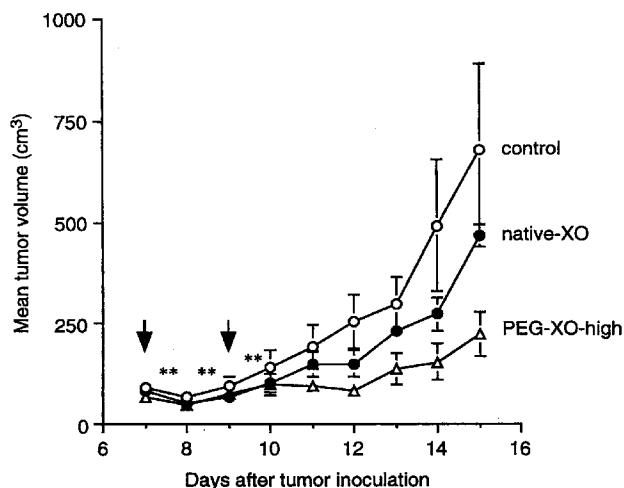 1000
750
500
250
0
Mean tumor volume (cm³)
control
native-XO
PEG-XO-high
** ** **
6 8 10 12 14 16
Days after tumor inoculation